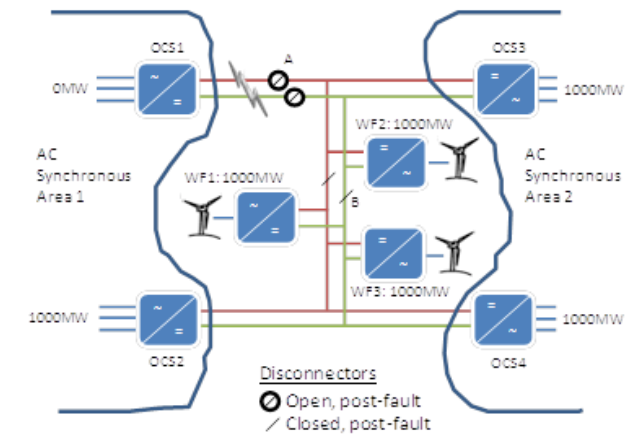 OCS1
OCS3
A
0MW
1000MW
WF2: 1000MW
AC
Synchronous
Area 1
AC
Synchronous
Area 2
WF1: 1000MW
B
WF3: 1000MW
1000MW
1000MW
OCS2
OCS4
Disconnectors
Open, post-fault
Closed, post-fault